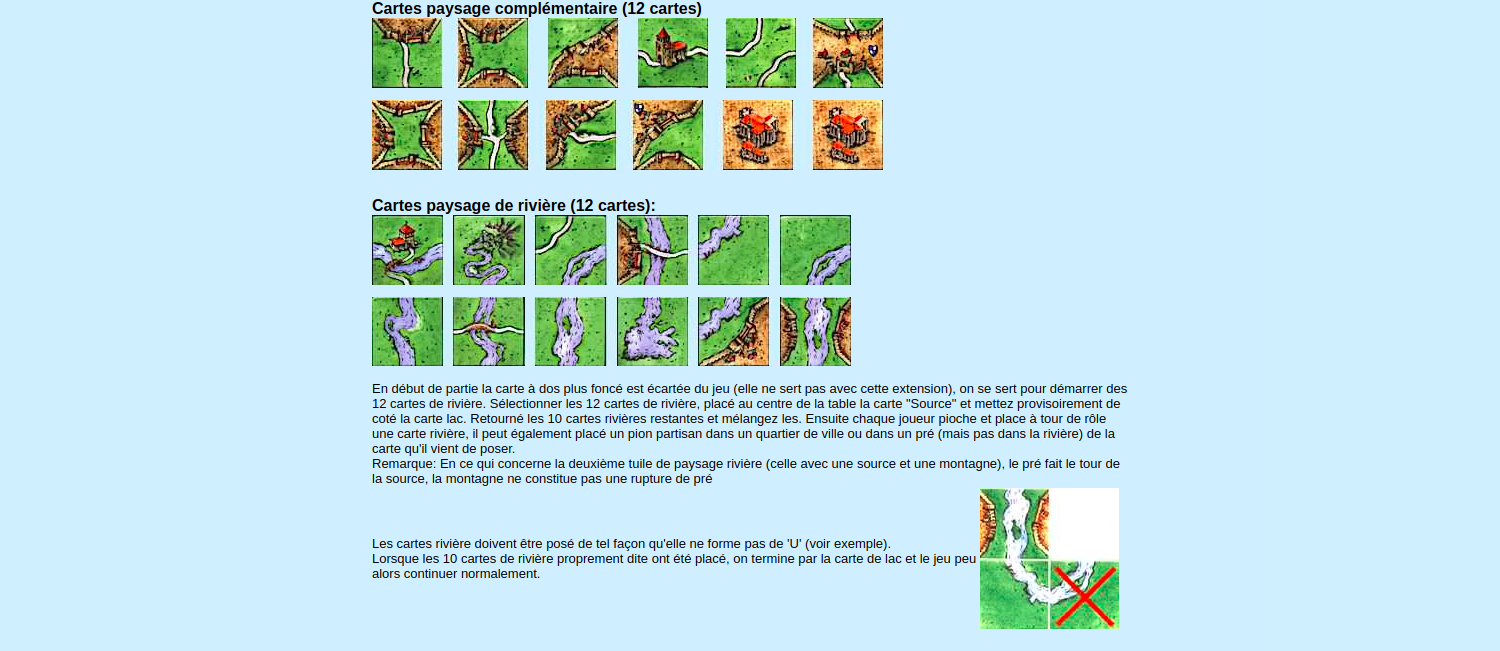 Cartes paysage complémentaire (12 cartes)
Cartes paysage de rivière (12 cartes):
En début de partie la carte à dos plus foncé est écartée du jeu (elle ne sert pas avec cette extension), on se sert pour démarrer des
12 cartes de rivière. Sélectionner les 12 cartes de rivière, placé au centre de la table la carte "Source" et mettez provisoirement de
coté la carte lac. Retourné les 10 cartes rivières restantes et mélangez les. Ensuite chaque joueur pioche et place à tour de rôle
une carte rivière, il peut également placé un pion partisan dans un quartier de ville ou dans un pré (mais pas dans la rivière) de la
carte qu'il vient de poser.
Remarque: En ce qui concerne la deuxième tuile de paysage rivière (celle avec une source et une montagne), le pré fait le tour de
la source, la montagne ne constitue pas une rupture de pré
Les cartes rivière doivent être posé de tel façon qu'elle ne forme pas de 'U' (voir exemple).
Lorsque les 10 cartes de rivière proprement dite ont été placé, on termine par la carte de lac et le jeu peu
alors continuer normalement.